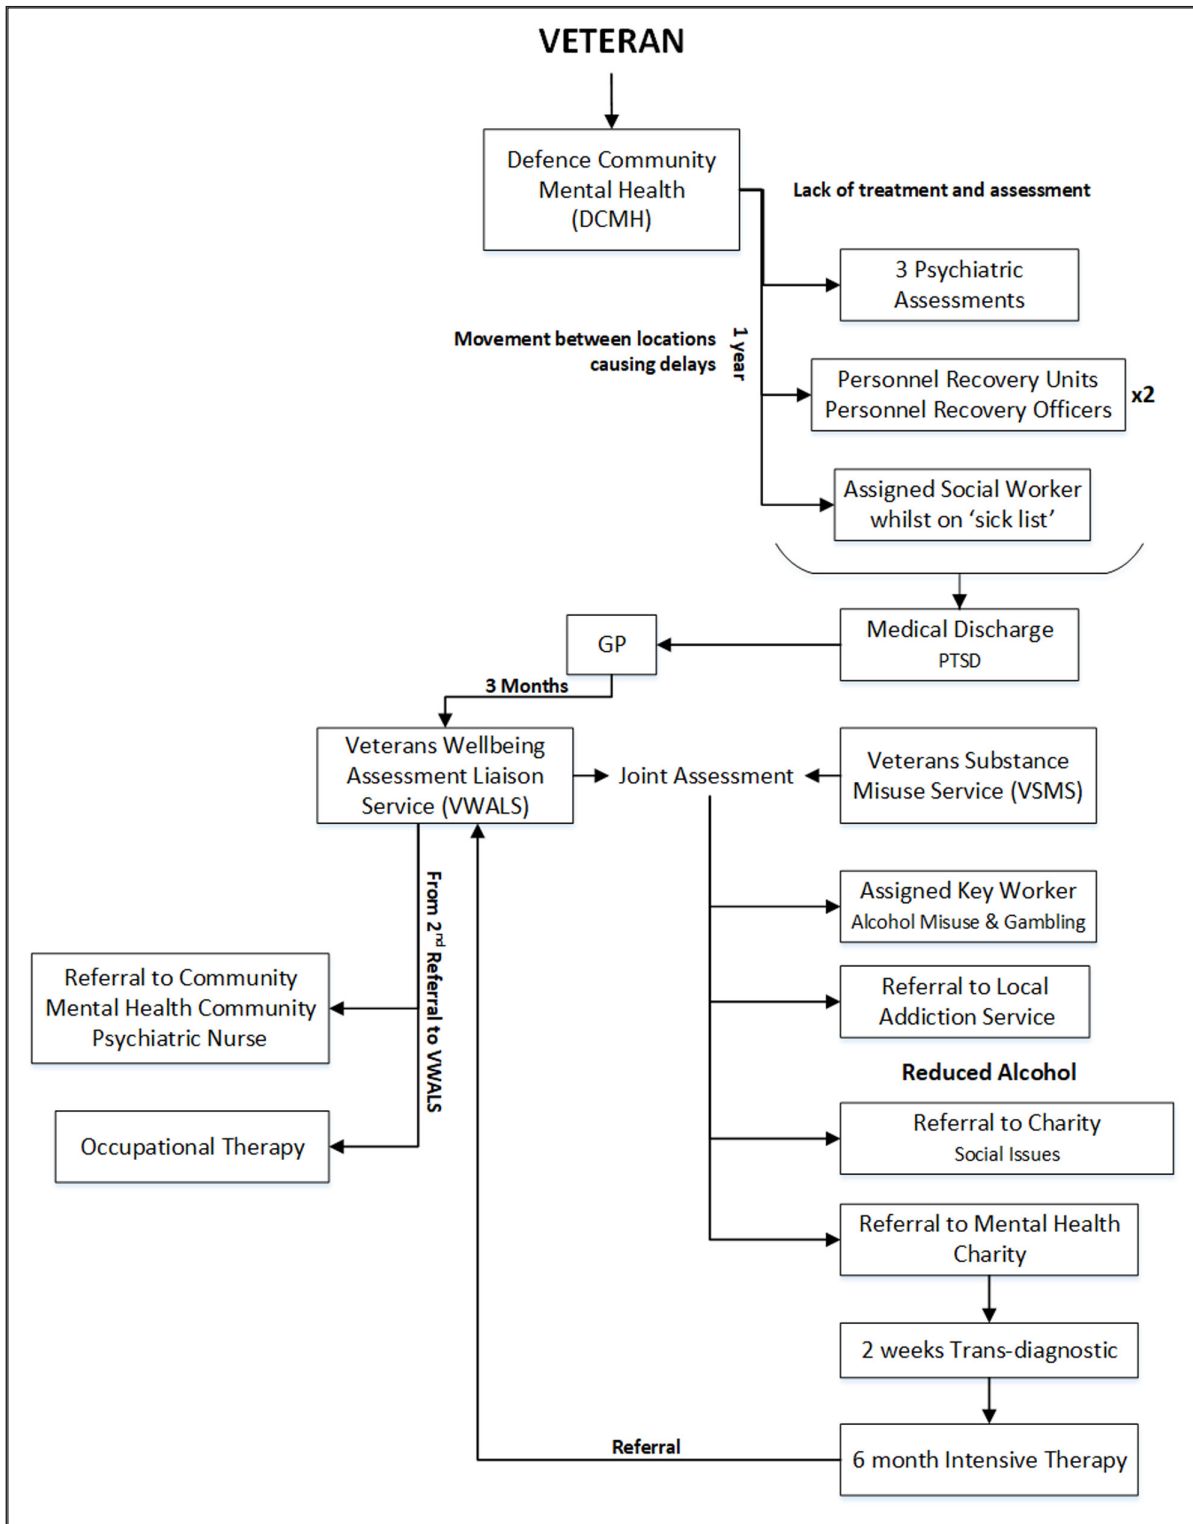 VETERAN
Defence Community
Mental Health
(DCMH)
Lack of treatment and assessment
3 Psychiatric
Assessments
Movement between locations
causing delays
1 year
Personnel Recovery Units
Personnel Recovery Officers
x2
Assigned Social Worker
whilst on ‘sick list’
Medical Discharge
PTSD
GP
3 Months
Veterans Wellbeing
Assessment Liaison
Service (VWALS)
Joint Assessment
Veterans Substance
Misuse Service (VSMS)
From 2nd Referral to VWALS
Assigned Key Worker
Alcohol Misuse & Gambling
Referral to Community
Mental Health Community
Psychiatric Nurse
Referral to Local
Addiction Service
Reduced Alcohol
Occupational Therapy
Referral to Charity
Social Issues
Referral to Mental Health
Charity
2 weeks Trans-diagnostic
Referral
6 month Intensive Therapy